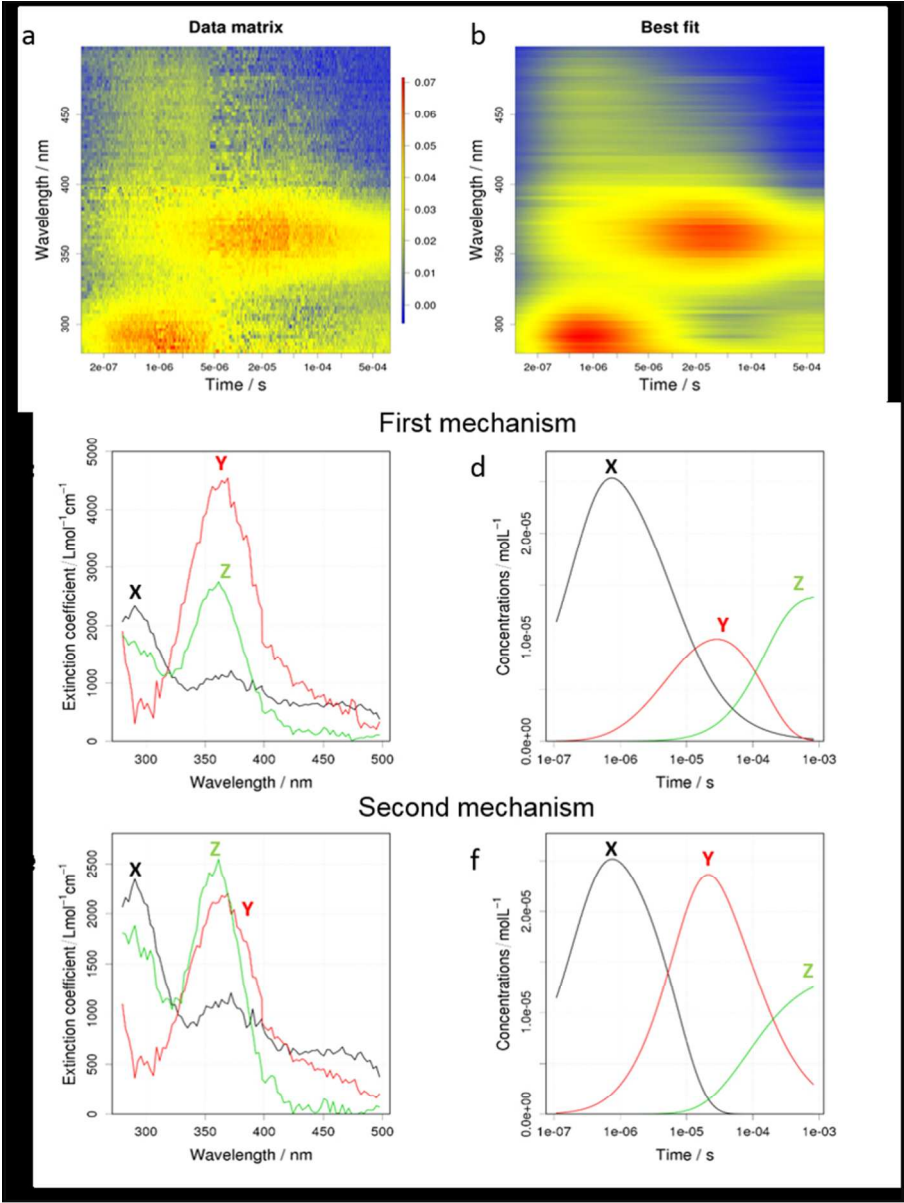 a
Data matrix
Wavelength / nm
450
400
350
300
2e-07 1e-06 5e-06 2e-05 1e-04 5e-04
Time / s
0.07
0.06
0.05
0.04
0.03
0.02
0.01
0.00
b
Best fit
Wavelength / nm
450
400
350
300
2e-07 1e-06 5e-06 2e-05 1e-04 5e-04
Time / s
First mechanism
Extinction coefficient / Lmol⁻¹cm⁻¹
5000
4000
3000
2000
1000
0
X
Y
Z
300 350 400 450 500
Wavelength / nm
d
Concentrations / molL⁻¹
2.0e-05
1.0e-05
0.0e+00
X
Y
Z
1e-07 1e-06 1e-05 1e-04 1e-03
Time / s
Second mechanism
Extinction coefficient / Lmol⁻¹cm⁻¹
2500
2000
1500
1000
500
0
X
Z
Y
300 350 400 450 500
Wavelength / nm
f
Concentrations / molL⁻¹
2.0e-05
1.0e-05
0.0e+00
X
Y
Z
1e-07 1e-06 1e-05 1e-04 1e-03
Time / s